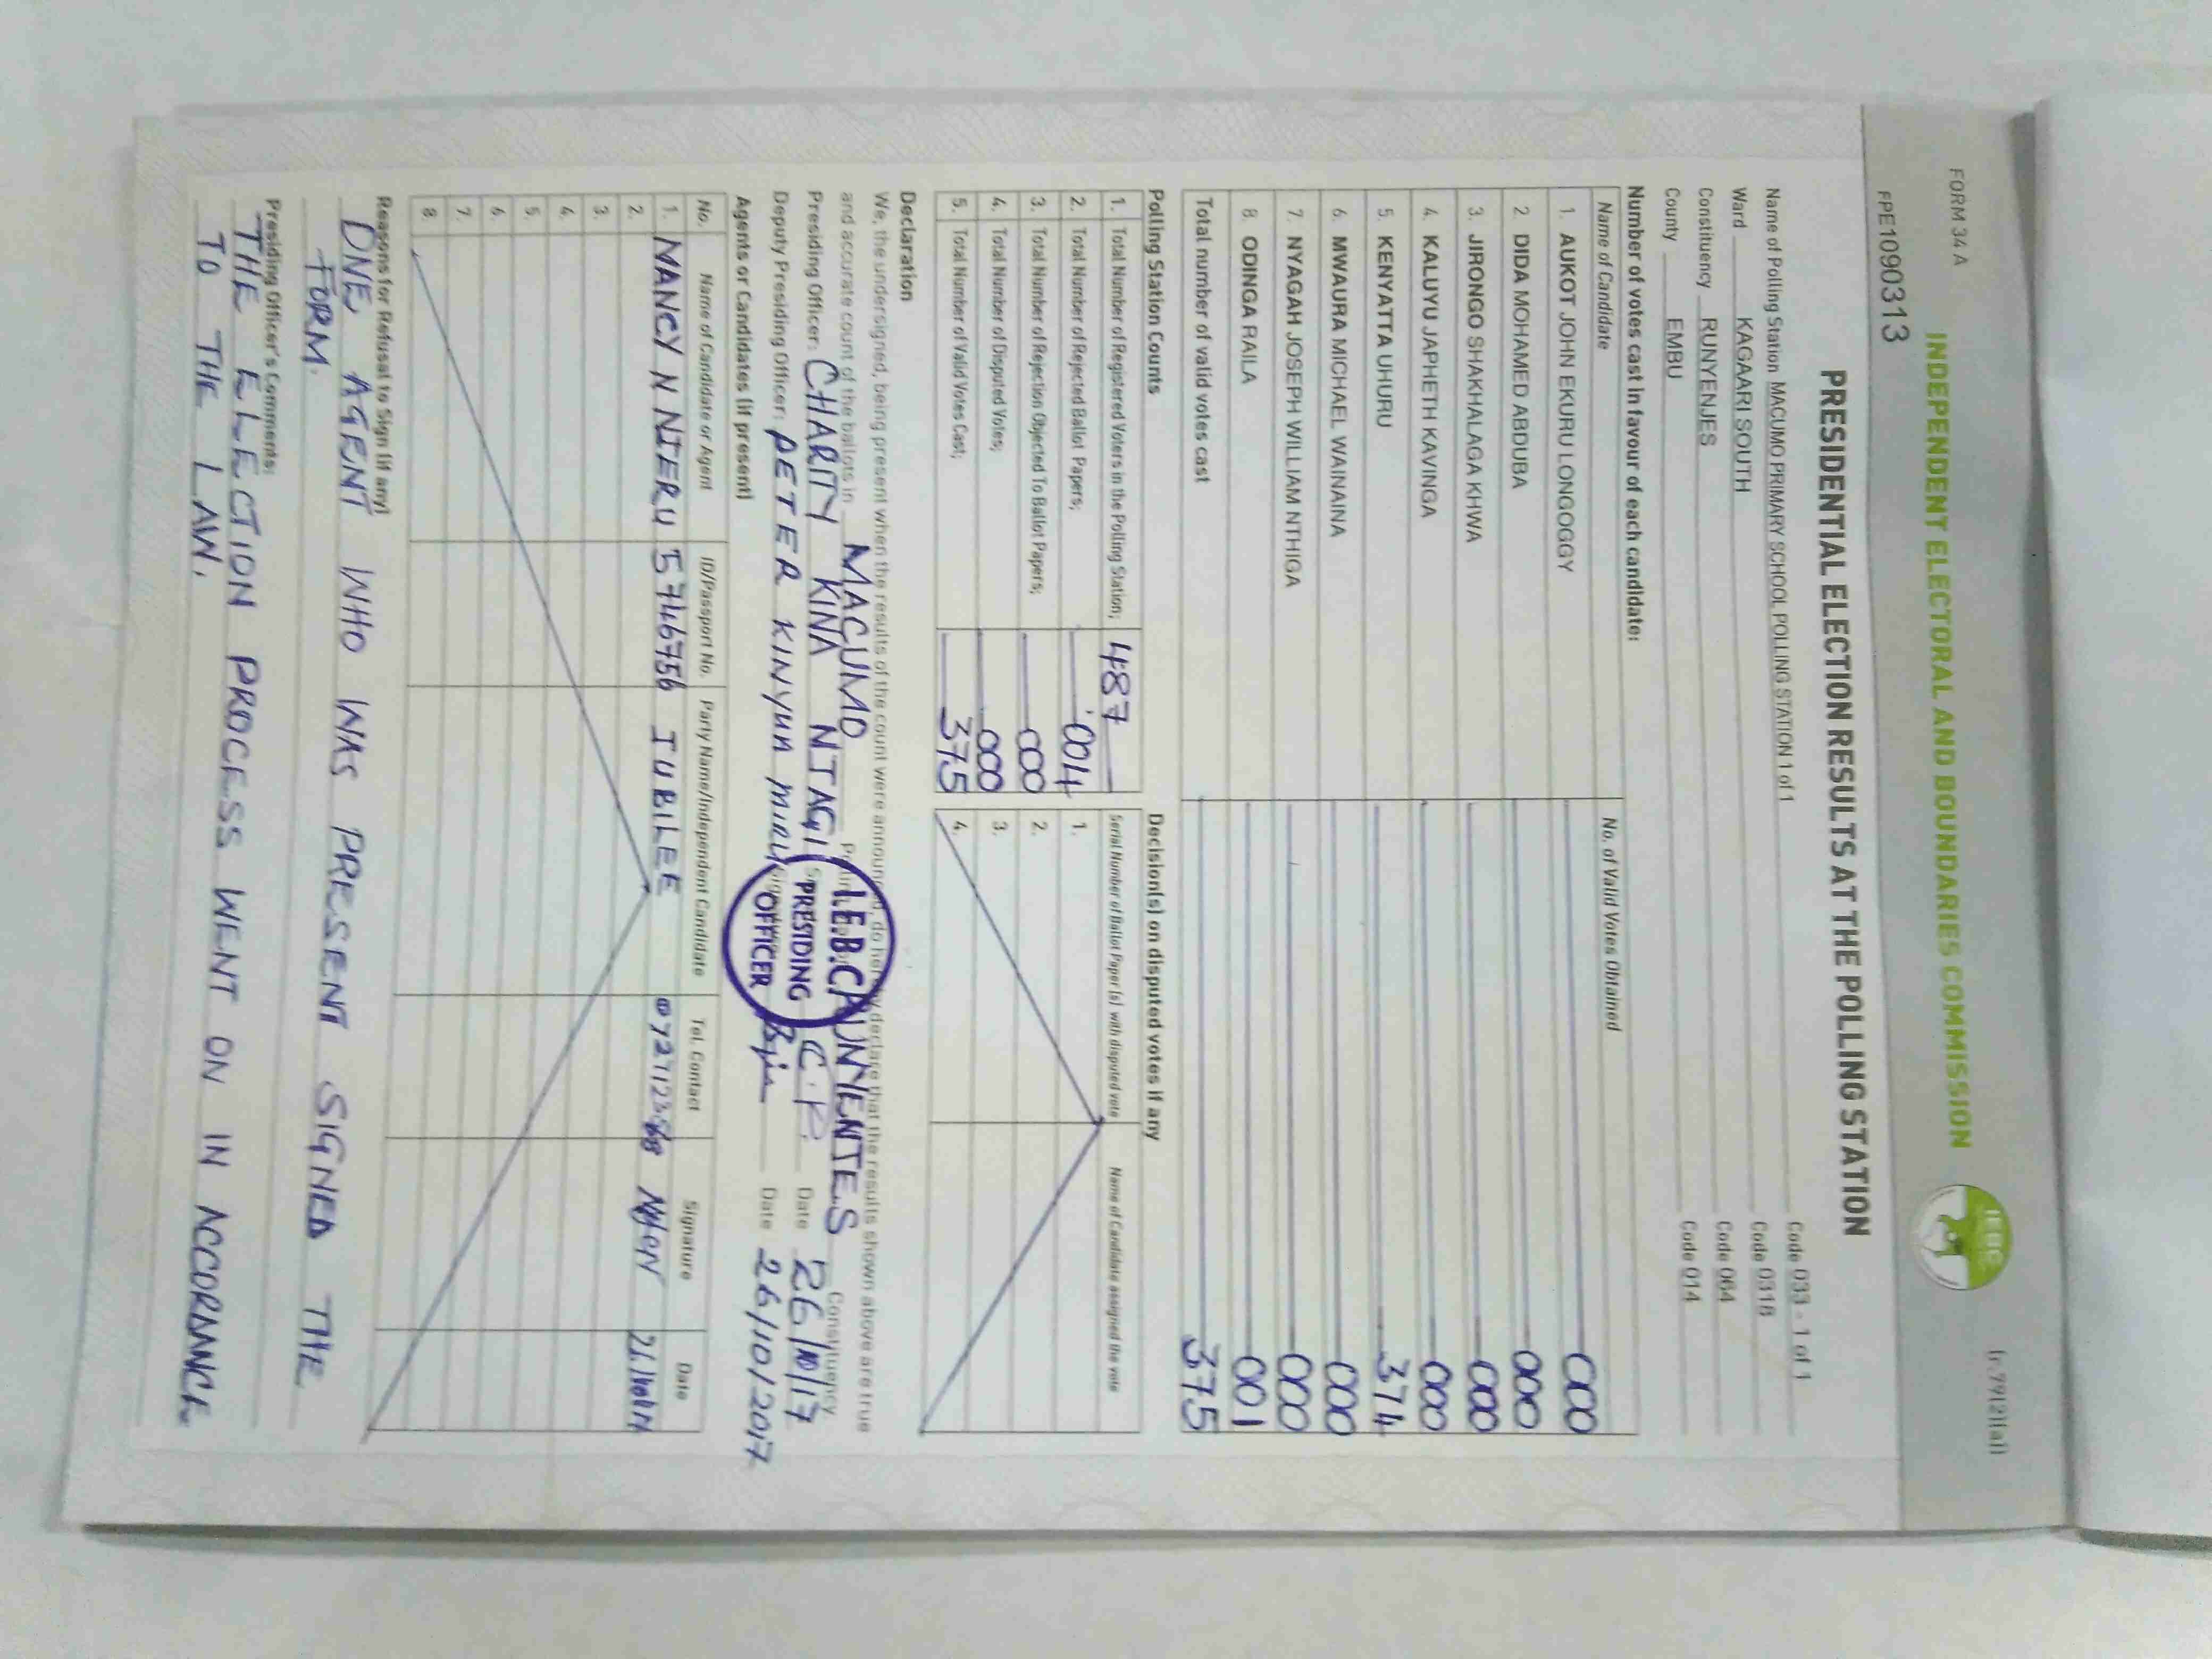 FORM 34 A
INDEPENDENT ELECTORAL AND BOUNDARIES COMMISSION
IEBC
(r.79)(2)(a))
FPE1090313
PRESIDENTIAL ELECTION RESULTS AT THE POLLING STATION
Name of Polling Station MACUMO PRIMARY SCHOOL POLLING STATION 1 of 1 Code 033 - 1 of 1
Ward KAGAARI SOUTH Code 0318
Constituency RUNYENJES Code 064
County EMBU Code 014
Number of votes cast in favour of each candidate:
Name of Candidate No. of Valid Votes Obtained
1. AUKOT JOHN EKURU LONGOGGY 000
2. DIDA MOHAMED ABDUBA 000
3. JIRONGO SHAKHALAGA KHWA 000
4. KALUYU JAPHETH KAVINGA 000
5. KENYATTA UHURU 374
6. MWAURA MICHAEL WAINAINA 000
7. NYAGAH JOSEPH WILLIAM NTHIGA 000
8. ODINGA RAILA 001
Total number of valid votes cast 375
Polling Station Counts
1. Total Number of Registered Voters in the Polling Station; 487
2. Total Number of Rejected Ballot Papers; 004
3. Total Number of Rejection Objected To Ballot Papers; 000
4. Total Number of Disputed Votes; 000
5. Total Number of Valid Votes Cast; 375
Decision(s) on disputed votes if any
Serial Number of Ballot Paper (s) with disputed vote Name of Candidate assigned the vote
1.
2.
3.
4.
Declaration
We, the undersigned, being present when the results of the count were announced, do hereby declare that the results shown above are true
and accurate count of the ballots in MACUMO RUNYENJES Constituency
Presiding Officer: CHARITY KINA NJAGI C.K. Date 26/10/17
Deputy Presiding Officer: PETER KINYUA Date 26/10/2017
I.E.B.C
PRESIDING
OFFICER
Agents or Candidates (if present)
No. Name of Candidate or Agent ID/Passport No. Party Name/Independent Candidate Tel. Contact Signature Date
1. NANCY N NJERU 5746756 JUBILEE
2.
3.
4.
5.
6.
7.
8.
Reasons for Refusal to Sign (if any)
ONE AGENT WHO WAS PRESENT SIGNED THE
FORM.
Presiding Officer's Comments:
THE ELECTION PROCESS WENT ON IN ACCORDANCE
TO THE LAW.